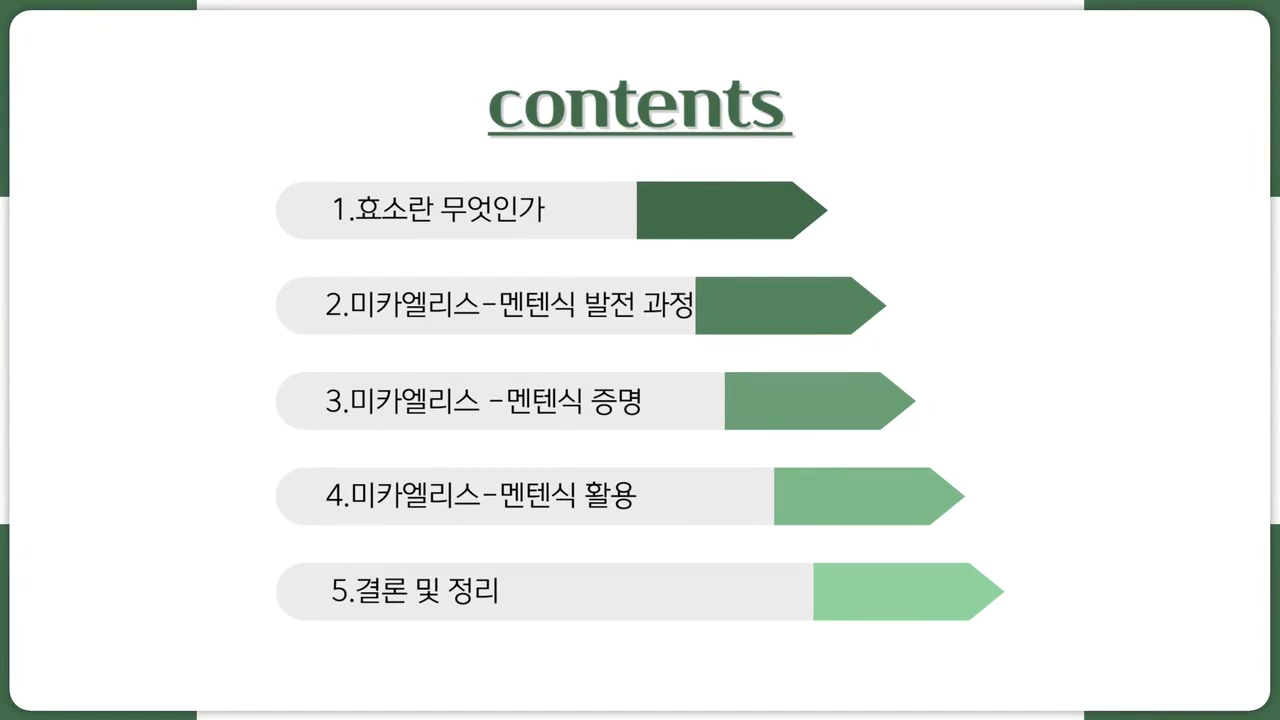 contents
1.효소란 무엇인가
2.미카엘리스-멘텐식 발전 과정
3.미카엘리스 -멘텐식 증명
4.미카엘리스-멘텐식 활용
5.결론 및 정리